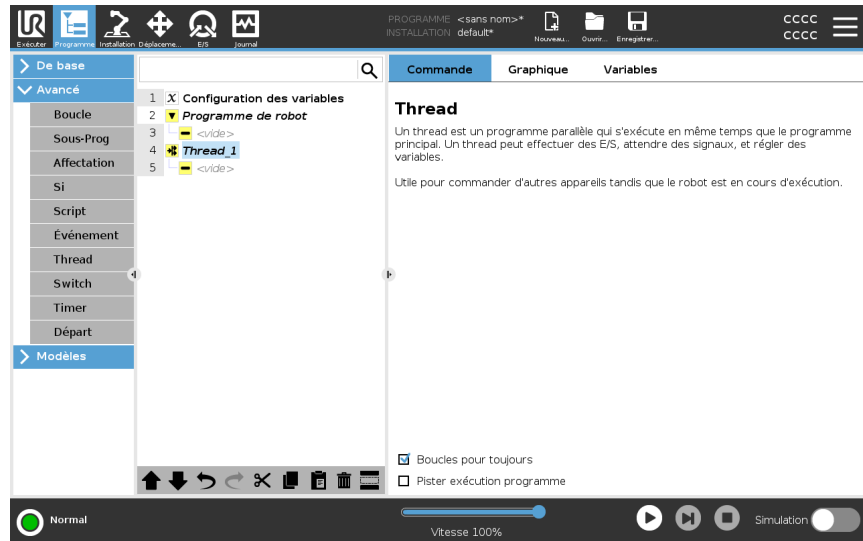 PROGRAMME <sans nom>*
INSTALLATION default*
cccc
cccc
Exécuter
Programme
Installation
Déplaceme...
E/S
Journal
Nouveau...
Ouvrir...
Enregistrer...
De base
Avancé
Boucle
Sous-Prog
Affectation
Si
Script
Événement
Thread
Switch
Timer
Départ
Modèles
1 X Configuration des variables
2 Programme de robot
3 <vide>
4 Thread_1
5 <vide>
Commande
Graphique
Variables
Thread
Un thread est un programme parallèle qui s'exécute en même temps que le programme
principal. Un thread peut effectuer des E/S, attendre des signaux, et régler des
variables.
Utile pour commander d'autres appareils tandis que le robot est en cours d'exécution.
Boucles pour toujours
Pister exécution programme
Normal
Vitesse 100%
Simulation